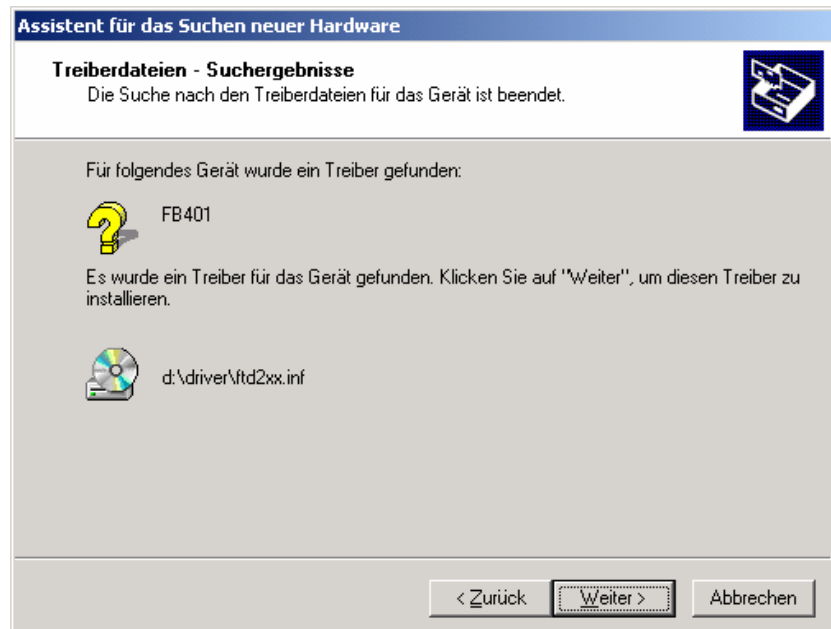 Assistent für das Suchen neuer Hardware
Treiberdateien - Suchergebnisse
Die Suche nach den Treiberdateien für das Gerät ist beendet.
Für folgendes Gerät wurde ein Treiber gefunden:
FB401
Es wurde ein Treiber für das Gerät gefunden. Klicken Sie auf "Weiter", um diesen Treiber zu
installieren.
d:\driver\ftd2xx.inf
< Zurück Weiter > Abbrechen